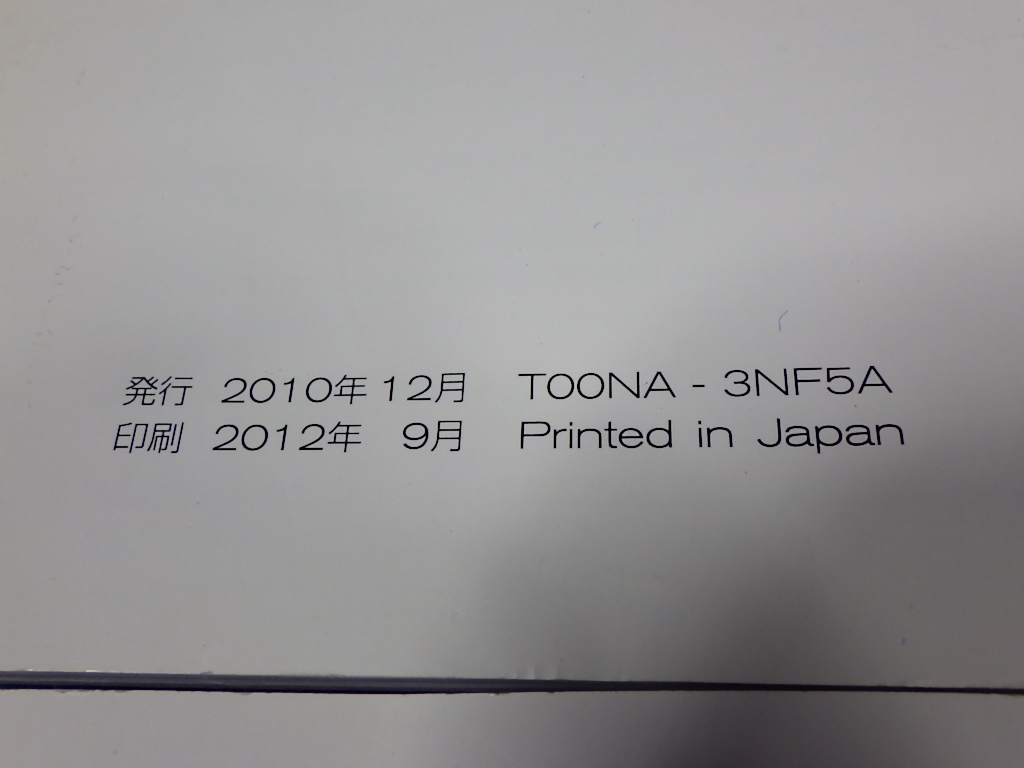 発行 2010年12月 T00NA - 3NF5A
印刷 2012年 9月 Printed in Japan